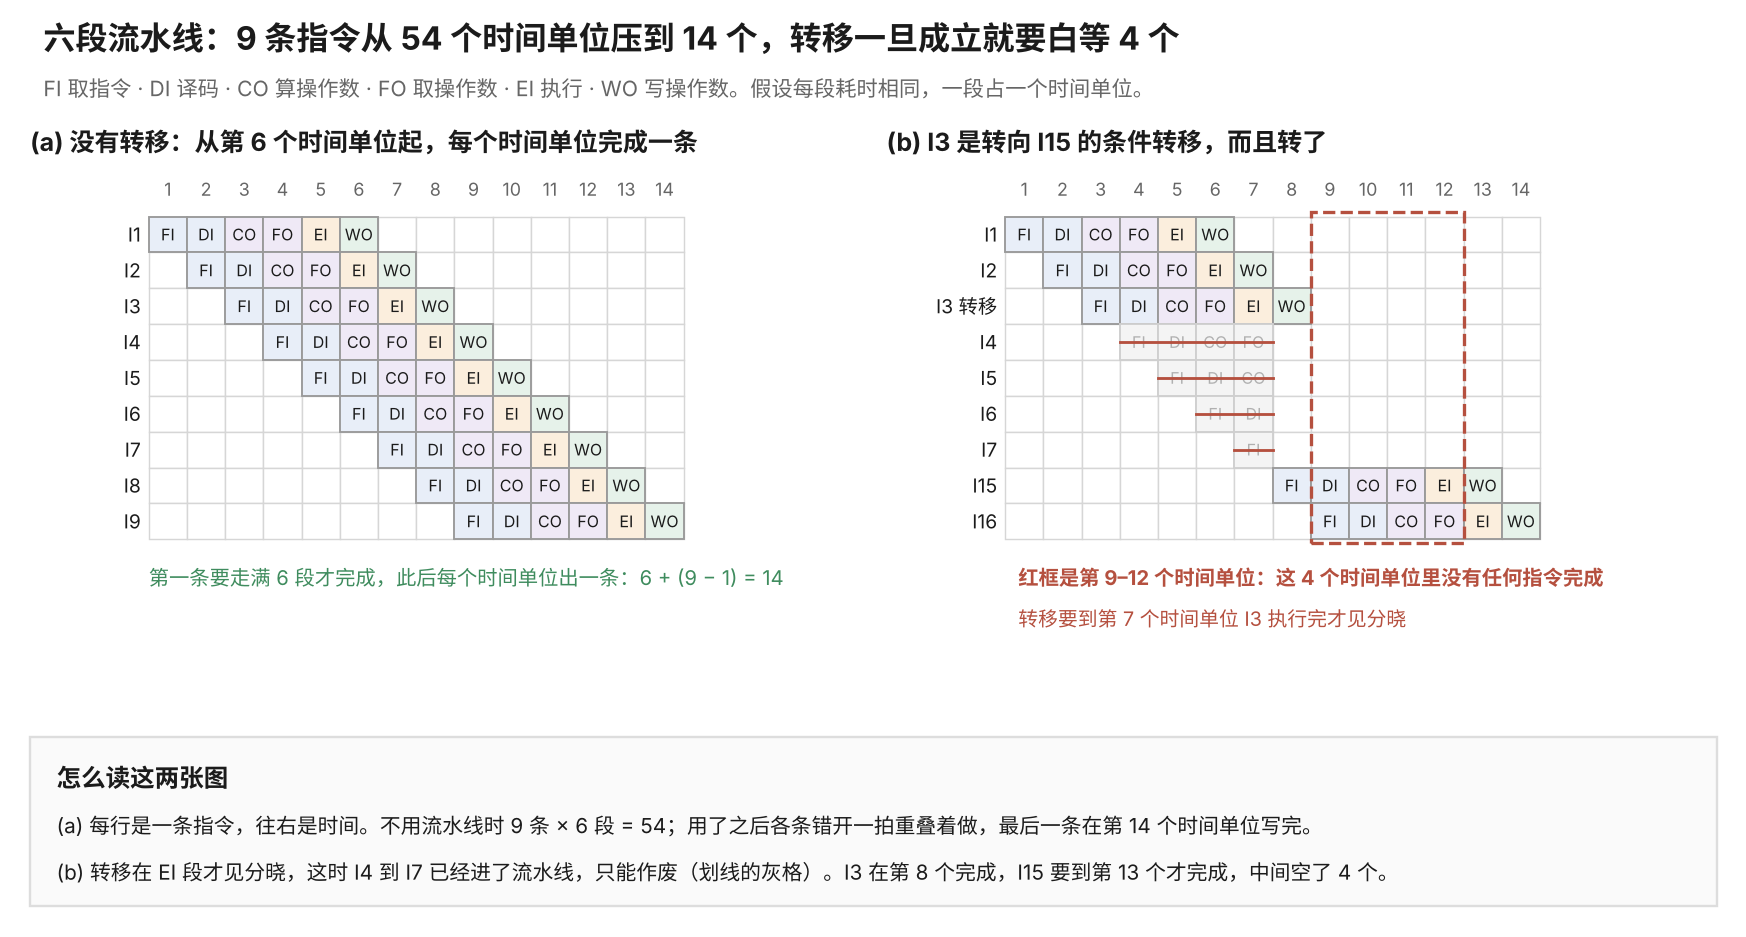 六段流水线：9 条指令从 54 个时间单位压到 14 个，转移一旦成立就要白等 4 个
FI 取指令 · DI 译码 · CO 算操作数 · FO 取操作数 · EI 执行 · WO 写操作数。假设每段耗时相同，一段占一个时间单位。
(a) 没有转移：从第 6 个时间单位起，每个时间单位完成一条
1 2 3 4 5 6 7 8 9 10 11 12 13 14
I1 FI DI CO FO EI WO
I2 FI DI CO FO EI WO
I3 FI DI CO FO EI WO
I4 FI DI CO FO EI WO
I5 FI DI CO FO EI WO
I6 FI DI CO FO EI WO
I7 FI DI CO FO EI WO
I8 FI DI CO FO EI WO
I9 FI DI CO FO EI WO
第一条要走满 6 段才完成，此后每个时间单位出一条：6 + (9 − 1) = 14
(b) I3 是转向 I15 的条件转移，而且转了
1 2 3 4 5 6 7 8 9 10 11 12 13 14
I1 FI DI CO FO EI WO
I2 FI DI CO FO EI WO
I3 转移 FI DI CO FO EI WO
I4 FI DI CO FO
I5 FI DI CO
I6 FI DI
I7 FI
I15 FI DI CO FO EI WO
I16 FI DI CO FO EI WO
红框是第 9–12 个时间单位：这 4 个时间单位里没有任何指令完成
转移要到第 7 个时间单位 I3 执行完才见分晓
怎么读这两张图
(a) 每行是一条指令，往右是时间。不用流水线时 9 条 × 6 段 = 54；用了之后各条错开一拍重叠着做，最后一条在第 14 个时间单位写完。
(b) 转移在 EI 段才见分晓，这时 I4 到 I7 已经进了流水线，只能作废（划线的灰格）。I3 在第 8 个完成，I15 要到第 13 个才完成，中间空了 4 个。